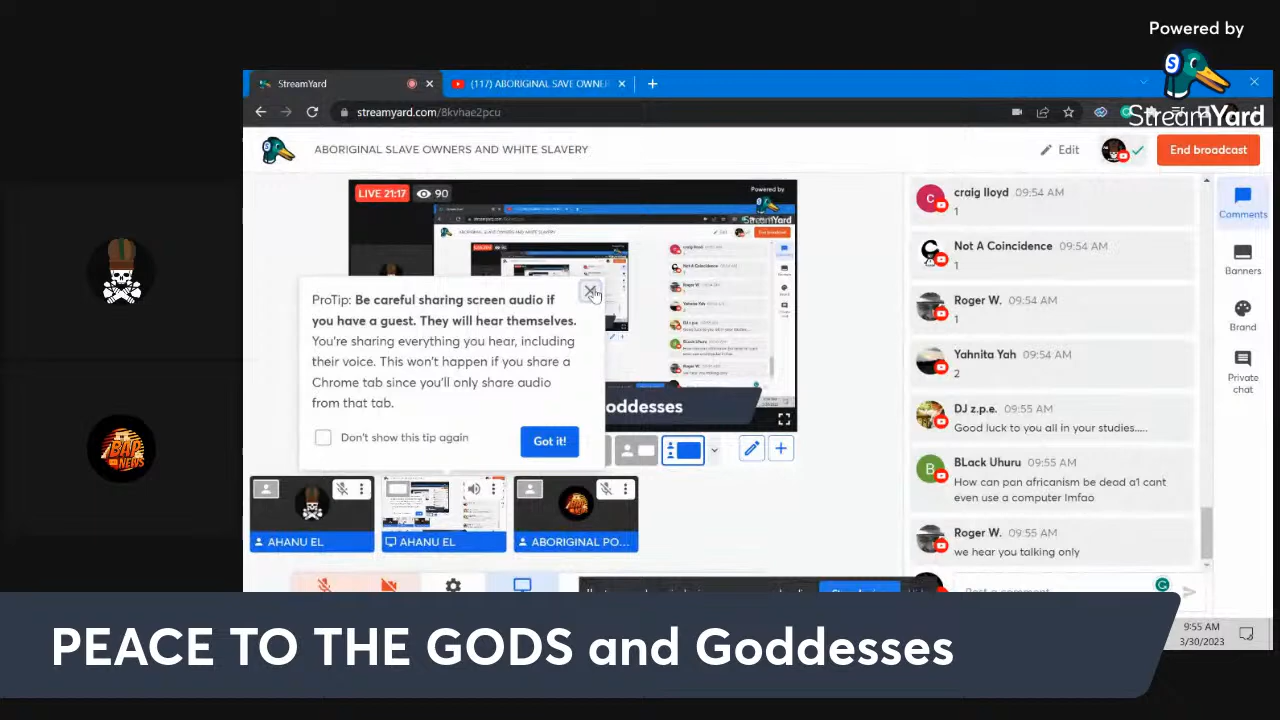 Powered by
StreamYard
StreamYard
(117) ABORIGINAL SAVE OWNER
streamyard.com/8kvhae2pcu
ABORIGINAL SLAVE OWNERS AND WHITE SLAVERY
Edit
End broadcast
LIVE 21:17
90
Powered by
StreamYard
ProTip: Be careful sharing screen audio if
you have a guest. They will hear themselves.
You're sharing everything you hear, including
their voice. This won't happen if you share a
Chrome tab since you'll only share audio
from that tab.
Don't show this tip again
Got it!
oddesses
AHANU EL
AHANU EL
ABORIGINAL PO...
craig lloyd 09:54 AM
1
Not A Coincidence 09:54 AM
1
Roger W. 09:54 AM
1
Yahnita Yah 09:54 AM
2
DJ z.p.e. 09:55 AM
Good luck to you all in your studies.....
BLack Uhuru 09:55 AM
How can pan africanism be dead a1 cant
even use a computer lmfao
Roger W. 09:55 AM
we hear you talking only
Comments
Banners
Brand
Private
chat
BAP
NEWS
9:55 AM
3/30/2023
PEACE TO THE GODS and Goddesses